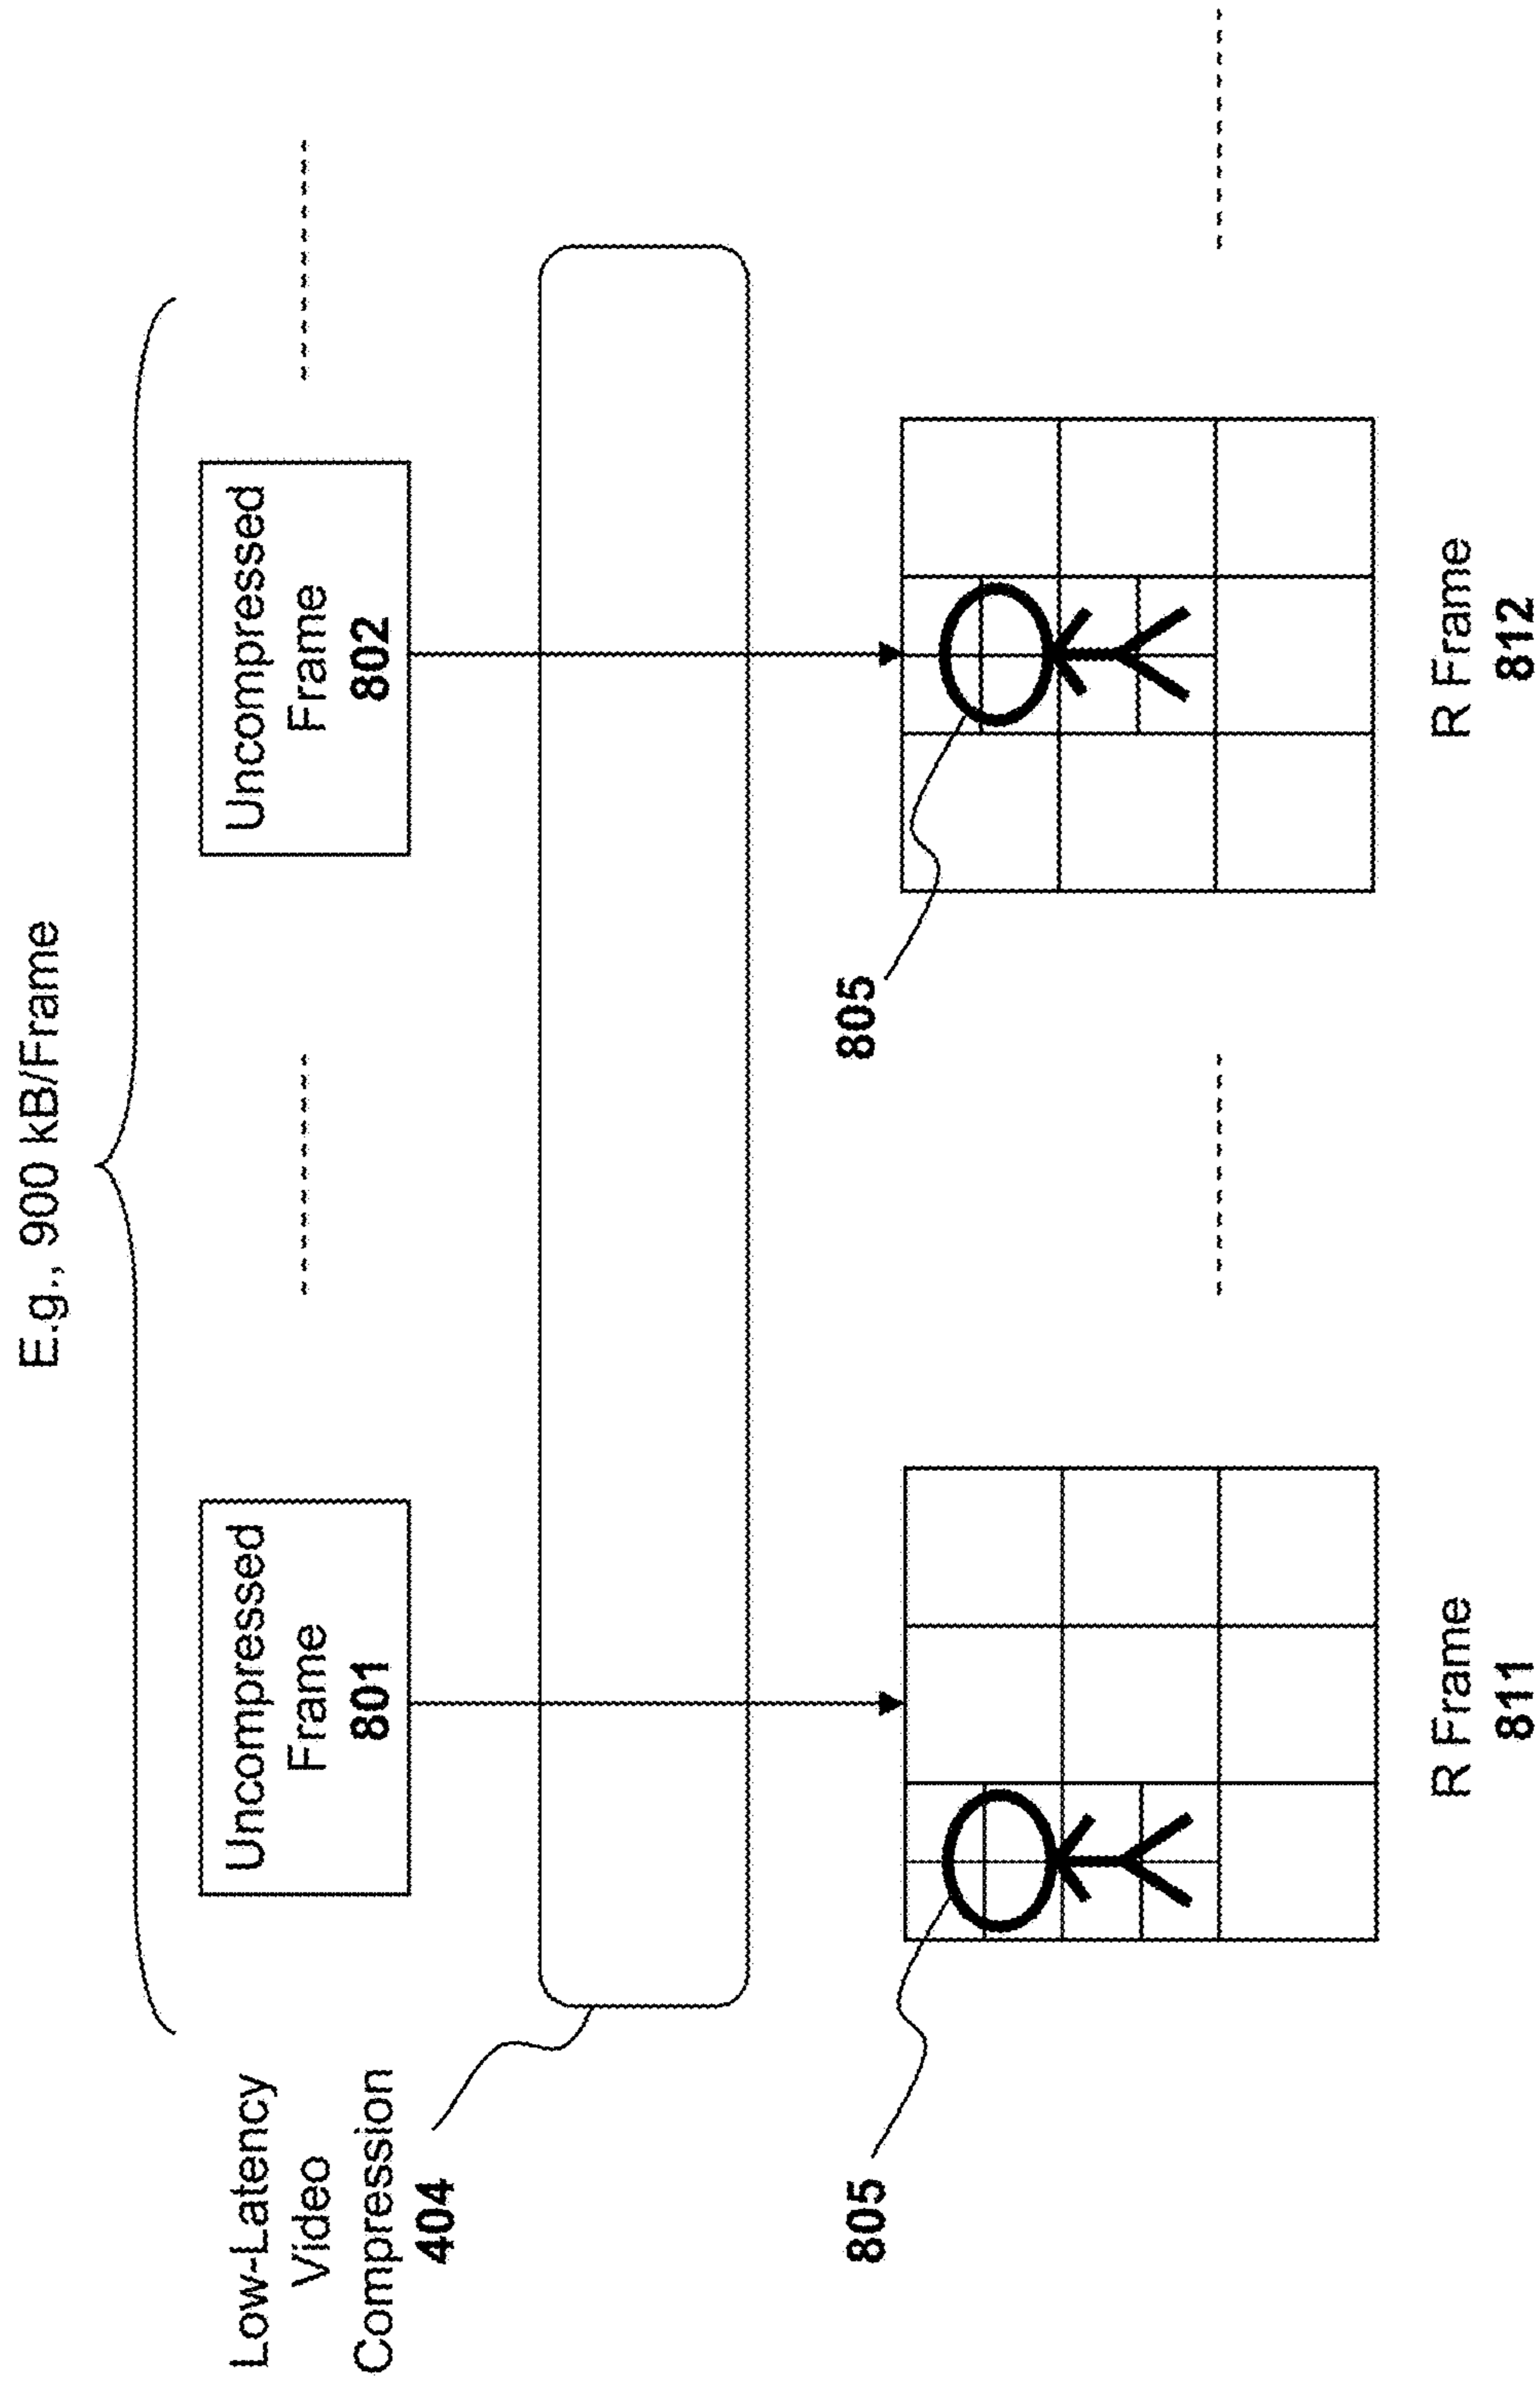 E.g., 900 kB/Frame
Low-Latency
Video
Compression
404
Uncompressed
Frame
801
Uncompressed
Frame
802
805
805
R Frame
811
R Frame
812